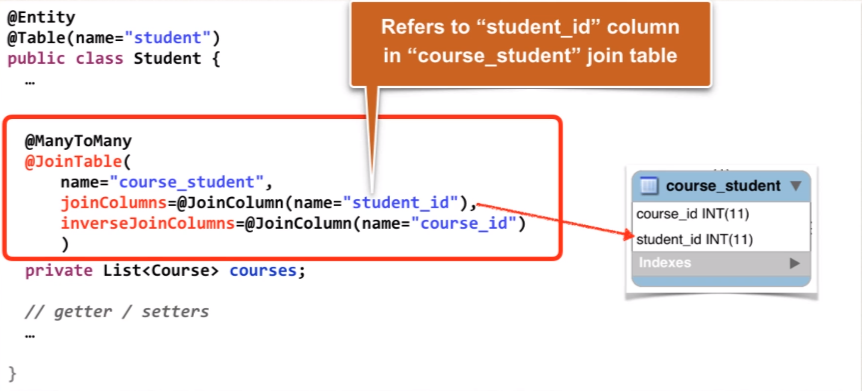 @Entity
@Table(name="student")
public class Student {
…
Refers to “student_id” column
in “course_student” join table
@ManyToMany
@JoinTable(
name="course_student",
joinColumns=@JoinColumn(name="student_id"),
inverseJoinColumns=@JoinColumn(name="course_id")
)
private List<Course> courses;
// getter / setters
…
}
course_student
course_id INT(11)
student_id INT(11)
Indexes